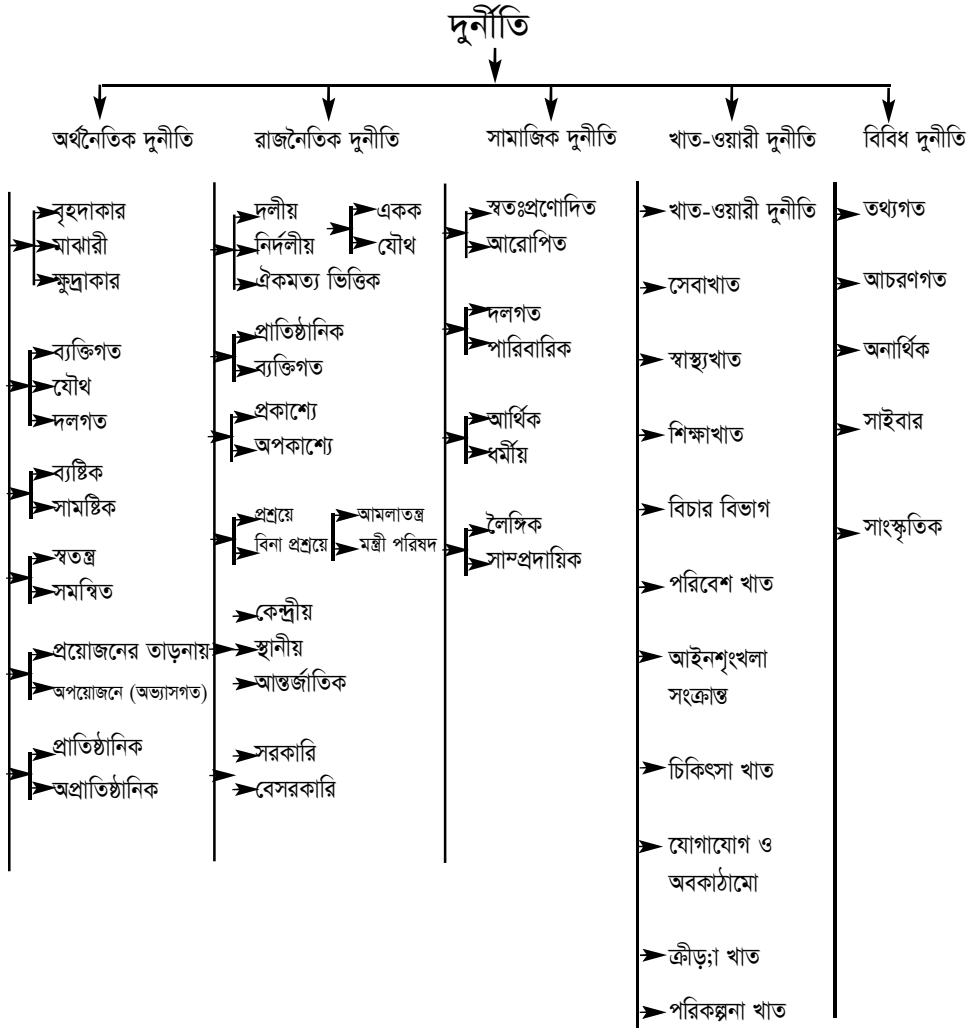 দুর্নীতি
অর্থনৈতিক দুনীতি
রাজনৈতিক দুনীতি
সামাজিক দুনীতি
খাত-ওয়ারী দুনীতি
বিবিধ দুনীতি
বৃহদাকার
মাঝারী
ক্ষুদ্রাকার
ব্যক্তিগত
যৌথ
দলগত
ব্যষ্টিক
সামষ্টিক
স্বতন্ত্র
সমন্বিত
প্রয়োজনের তাড়নায়
অপয়োজনে (অভ্যাসগত)
প্রাতিষ্ঠানিক
অপ্রাতিষ্ঠানিক
দলীয়
নির্দলীয়
ঐকমত্য ভিত্তিক
একক
যৌথ
প্রাতিষ্ঠানিক
ব্যক্তিগত
প্রকাশ্যে
অপকাশ্যে
প্রশ্রয়ে
বিনা প্রশ্রয়ে
আমলাতন্ত্র
মন্ত্রী পরিষদ
কেন্দ্রীয়
স্থানীয়
আন্তর্জাতিক
সরকারি
বেসরকারি
স্বতঃপ্রণোদিত
আরোপিত
দলগত
পারিবারিক
আর্থিক
ধর্মীয়
লৈঙ্গিক
সাম্প্রদায়িক
খাত-ওয়ারী দুনীতি
সেবাখাত
স্বাস্থ্যখাত
শিক্ষাখাত
বিচার বিভাগ
পরিবেশ খাত
আইনশৃংখলা
সংক্রান্ত
চিকিৎসা খাত
যোগাযোগ ও
অবকাঠামো
ক্রীড়;া খাত
পরিকল্পনা খাত
তথ্যগত
আচরণগত
অনার্থিক
সাইবার
সাংস্কৃতিক